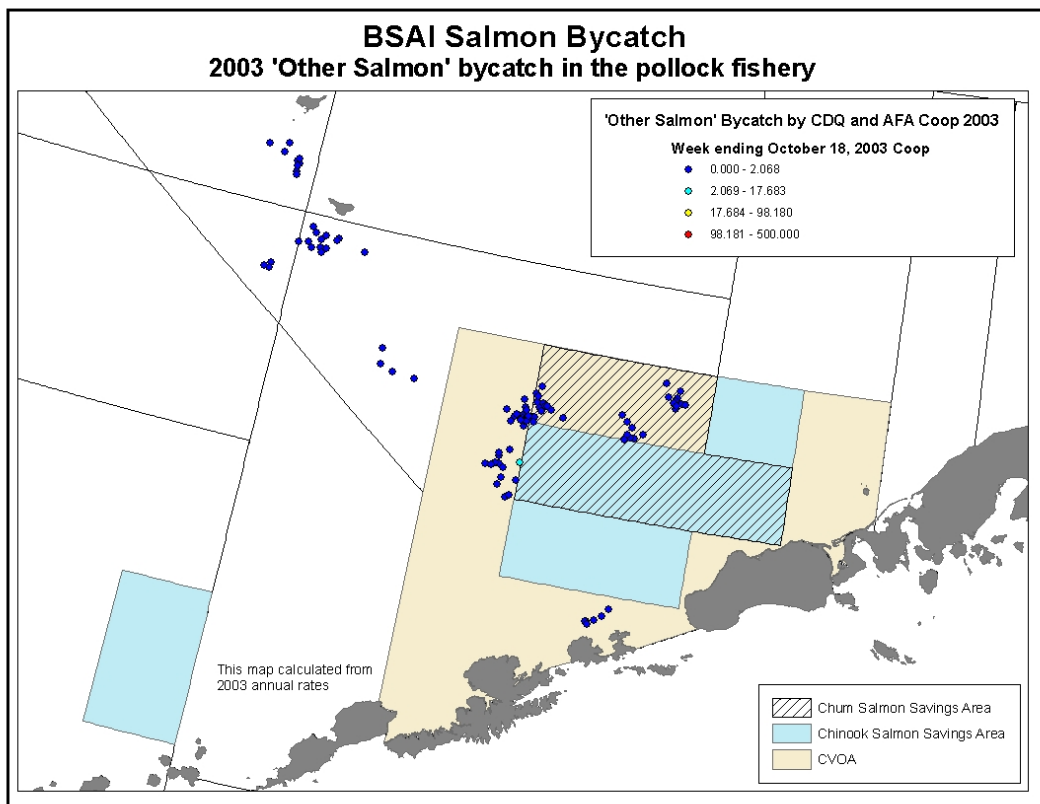 BSAI Salmon Bycatch
2003 'Other Salmon' bycatch in the pollock fishery
'Other Salmon' Bycatch by CDQ and AFA Coop 2003
Week ending October 18, 2003 Coop
0.000 - 2.068
2.069 - 17.683
17.684 - 98.180
98.181 - 500.000
This map calculated from
2003 annual rates
Chum Salmon Savings Area
Chinook Salmon Savings Area
CVOA